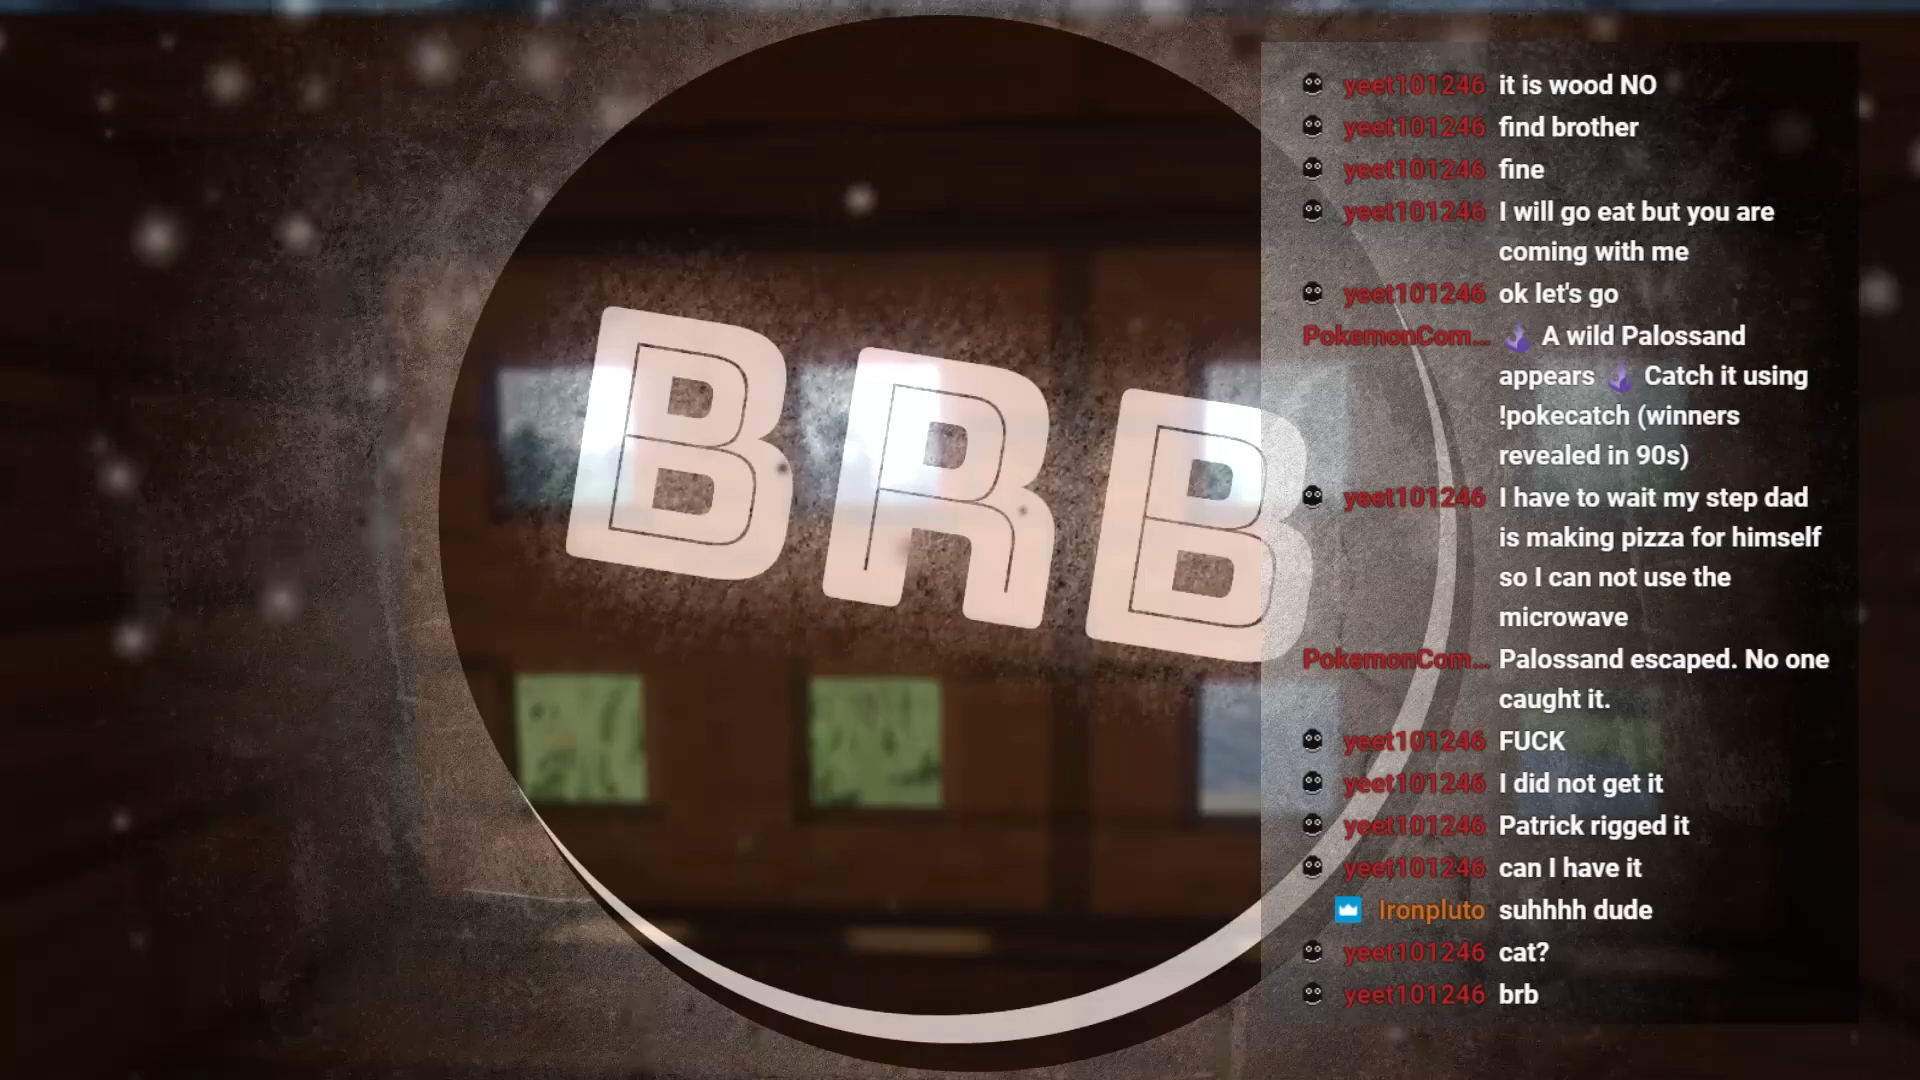 BRB
yeet101246 it is wood NO
yeet101246 find brother
yeet101246 fine
yeet101246 I will go eat but you are
coming with me
yeet101246 ok let's go
PokemonCom... A wild Palossand
appears Catch it using
!pokecatch (winners
revealed in 90s)
yeet101246 I have to wait my step dad
is making pizza for himself
so I can not use the
microwave
PokemonCom... Palossand escaped. No one
caught it.
yeet101246 FUCK
yeet101246 I did not get it
yeet101246 Patrick rigged it
yeet101246 can I have it
Ironpluto suhhhh dude
yeet101246 cat?
yeet101246 brb